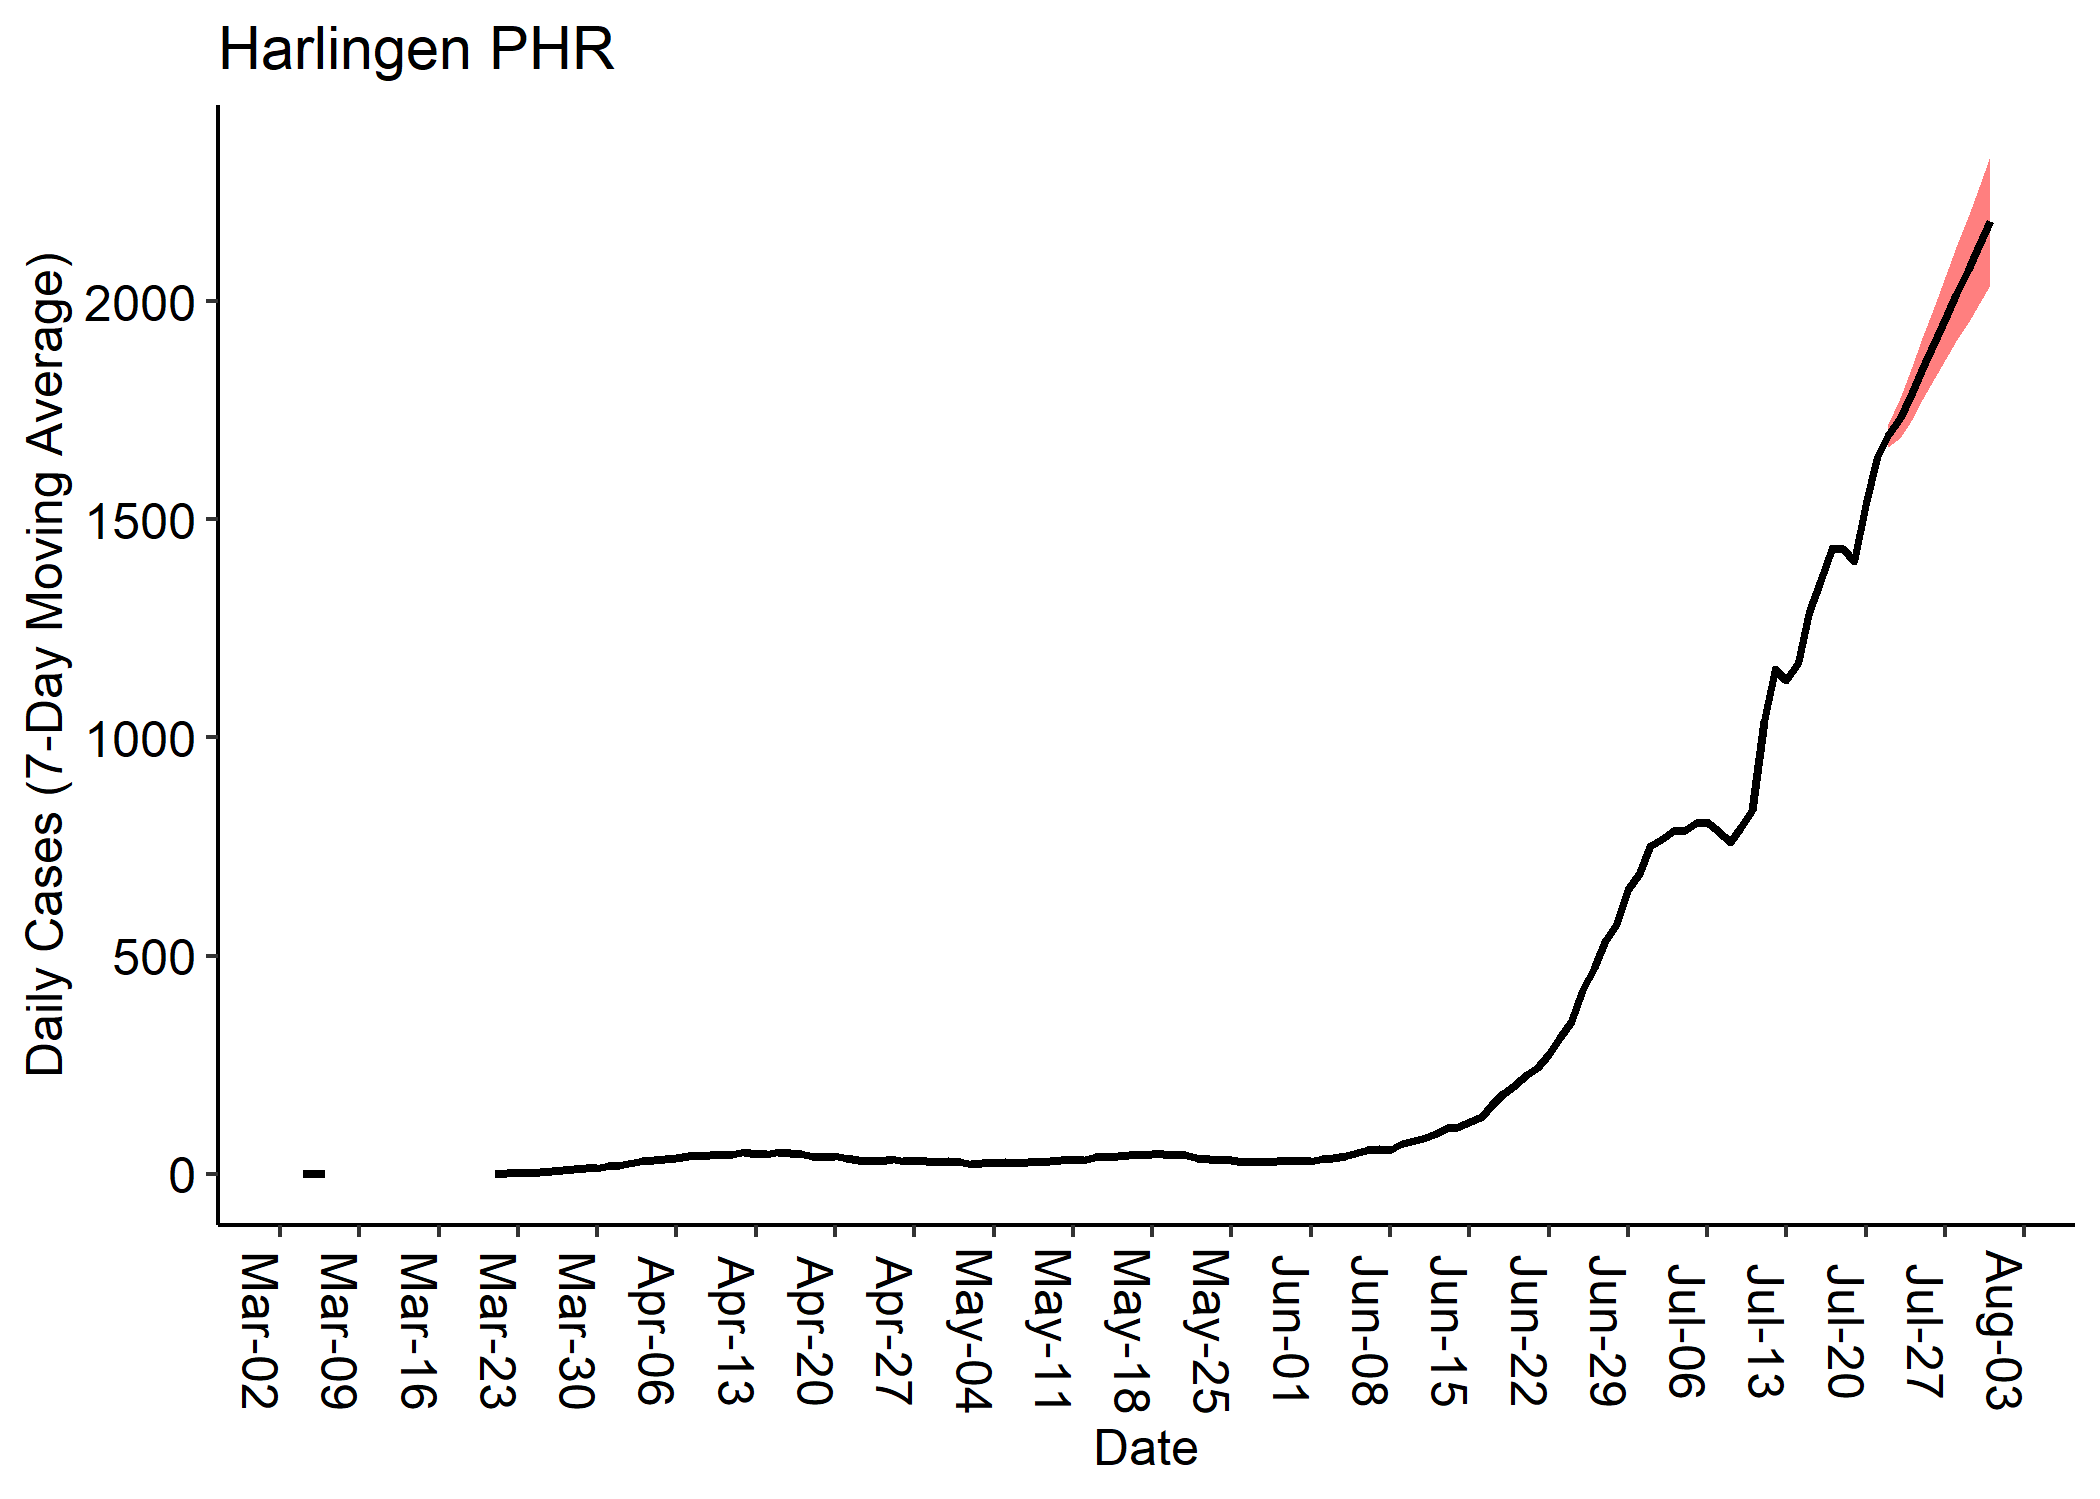 Harlingen PHR
Daily Cases (7-Day Moving Average)
2000
1500
1000
500
0
Mar-02
Mar-09
Mar-16
Mar-23
Mar-30
Apr-06
Apr-13
Apr-20
Apr-27
May-04
May-11
May-18
May-25
Jun-01
Jun-08
Jun-15
Jun-22
Jun-29
Jul-06
Jul-13
Jul-20
Jul-27
Aug-03
Date